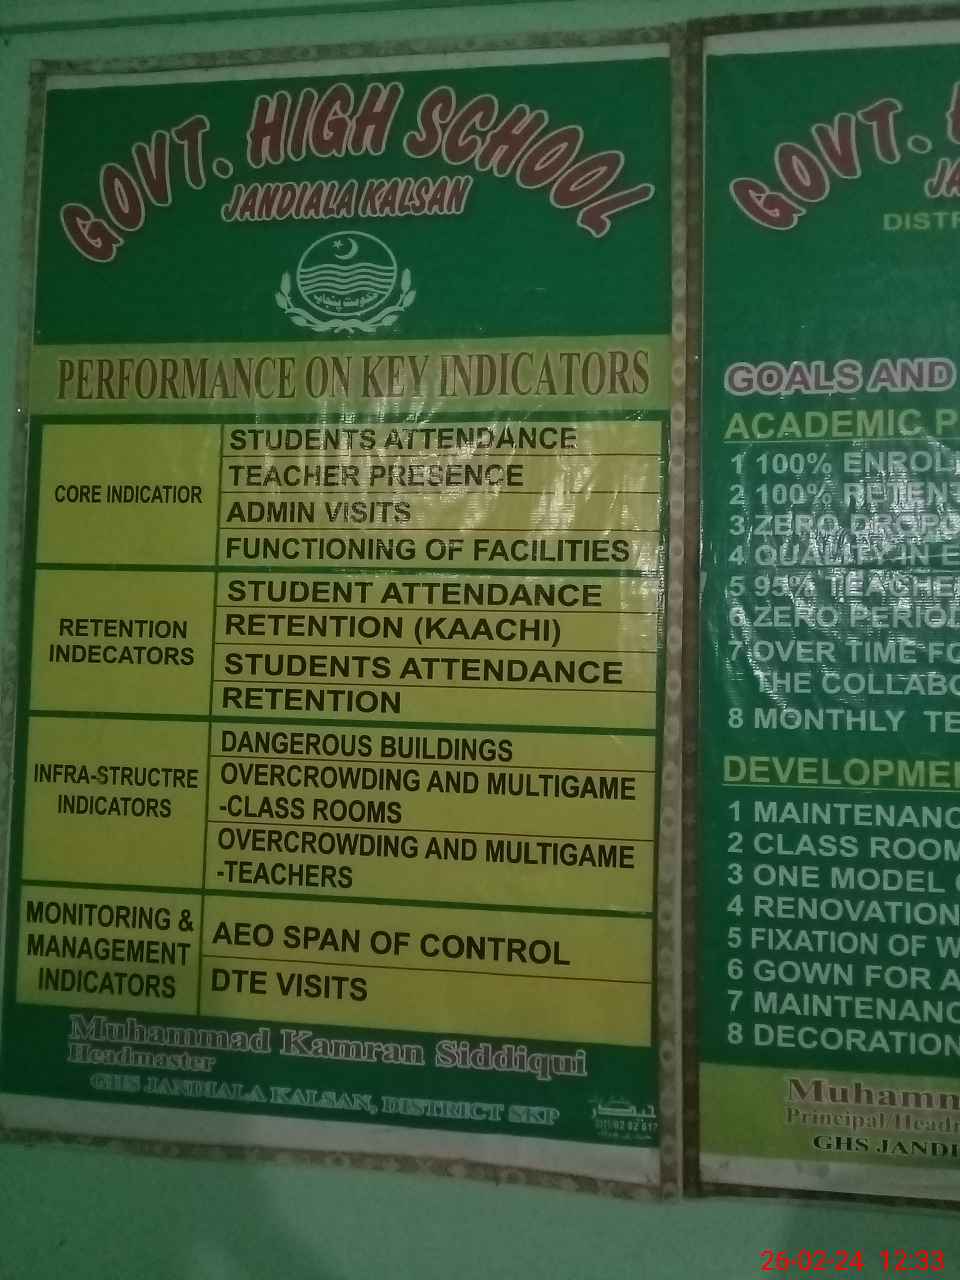 GOVT. HIGH SCHOOL
JANDIALA KALSAN
حکومت پنجاب
PERFORMANCE ON KEY INDICATORS
CORE INDICATIOR
STUDENTS ATTENDANCE
TEACHER PRESENCE
ADMIN VISITS
FUNCTIONING OF FACILITIES
RETENTION
INDECATORS
STUDENT ATTENDANCE
RETENTION (KAACHI)
STUDENTS ATTENDANCE
RETENTION
INFRA-STRUCTRE
INDICATORS
DANGEROUS BUILDINGS
OVERCROWDING AND MULTIGAME
-CLASS ROOMS
OVERCROWDING AND MULTIGAME
-TEACHERS
MONITORING &
MANAGEMENT
INDICATORS
AEO SPAN OF CONTROL
DTE VISITS
Muhammad Kamran Siddiqui
Headmaster
GHS JANDIALA KALSAN, DISTRICT SKP
GOVT.
GOALS AND
ACADEMIC P
1 100% ENROL
2 100% RETENT
3 ZERO DROPO
4 QUALITY IN E
5 95% TEACHE
6 ZERO PERIOD
7 OVER TIME FO
THE COLLABO
8 MONTHLY TE
DEVELOPME
1 MAINTENANC
2 CLASS ROOM
3 ONE MODEL
4 RENOVATION
5 FIXATION OF W
6 GOWN FOR A
7 MAINTENANC
8 DECORATION
Muhamm
Principal/Headm
GHS JANDI
26-02-24 12:33